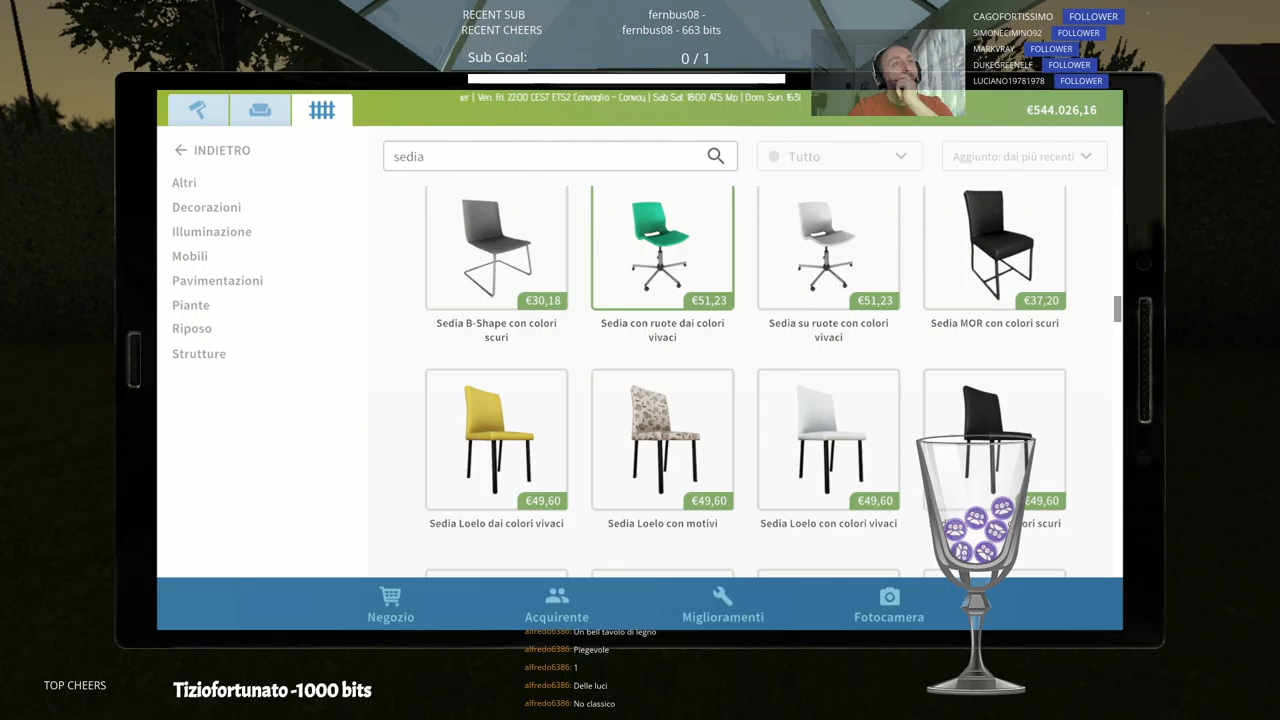 RECENT SUB
fernbus08 -
RECENT CHEERS
fernbus08 - 663 bits
Sub Goal:
0 / 1
CAGOFORTISSIMO FOLLOWER
SIMONECIMINO92 FOLLOWER
MARKVRAY FOLLOWER
DUKEGREENELF FOLLOWER
LUCIANO19781978 FOLLOWER
| Ven. Fri. 22:00 CEST ETS2 Convoglio - Convoy | Sab Sat. 18:00 ATS Mp | Dom. Sun.
€544.026,16
INDIETRO
Altri
Decorazioni
Illuminazione
Mobili
Pavimentazioni
Piante
Riposo
Strutture
sedia
Tutto
Aggiunto: dai più recenti
€30,18
€51,23
€51,23
€37,20
Sedia B-Shape con colori
scuri
Sedia con ruote dai colori
vivaci
Sedia su ruote con colori
vivaci
Sedia MOR con colori scuri
€49,60
€49,60
€49,60
€49,60
Sedia Loelo dai colori vivaci
Sedia Loelo con motivi
Sedia Loelo con colori vivaci
colori scuri
Negozio
Acquirente
Miglioramenti
Fotocamera
alfredo6386: Un bell tavolo di legno
alfredo6386: Piegevole
alfredo6386: 1
alfredo6386: Delle luci
alfredo6386: No classico
TOP CHEERS
Tiziofortunato -1000 bits